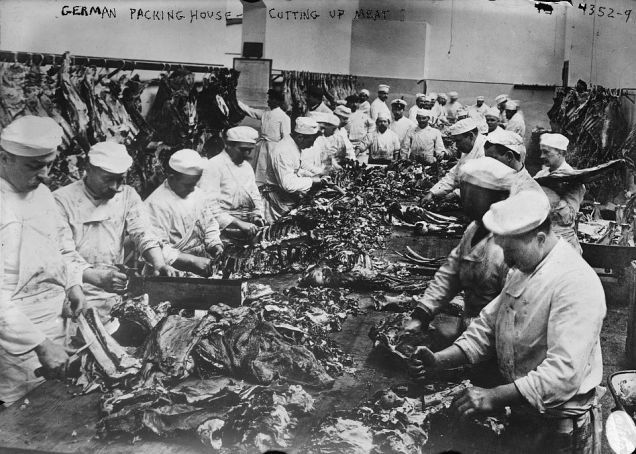 GERMAN PACKING HOUSE - CUTTING UP MEAT
4352-9